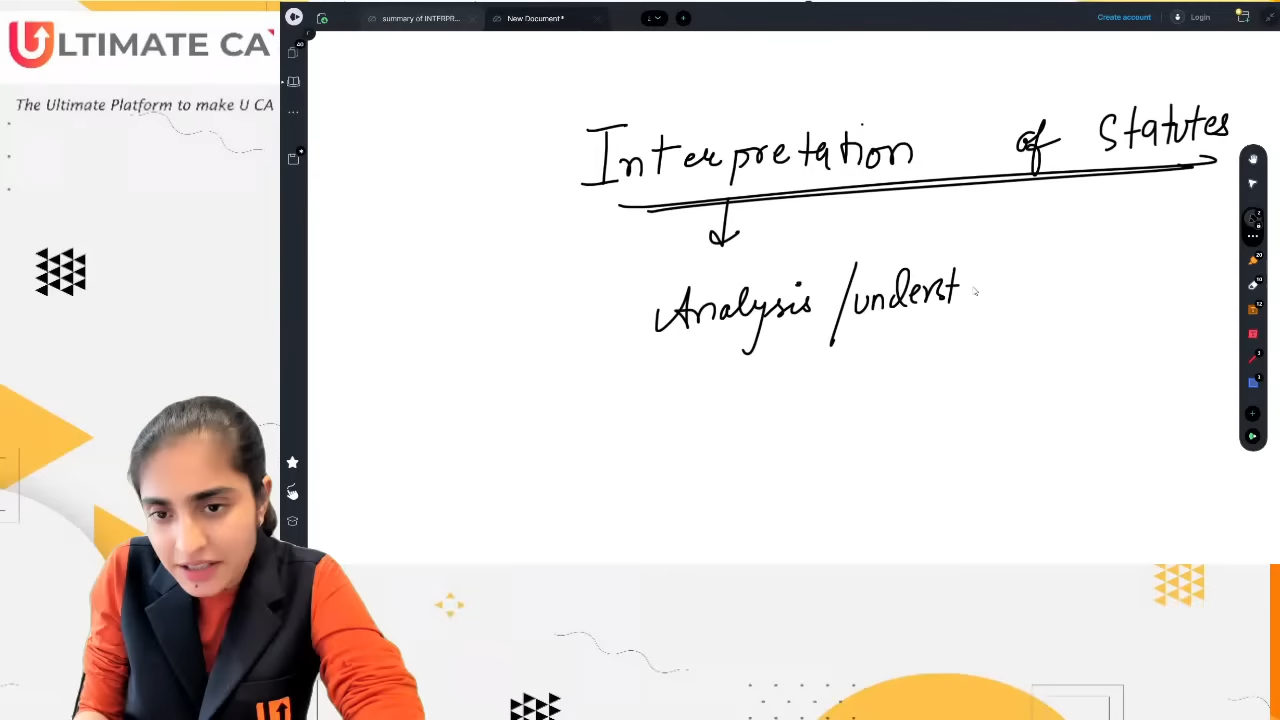 ULTIMATE CA
The Ultimate Platform to make U CA
summary of INTERPR...
New Document*
Create account
Login
Interpretation of Statutes
Analysis / underst